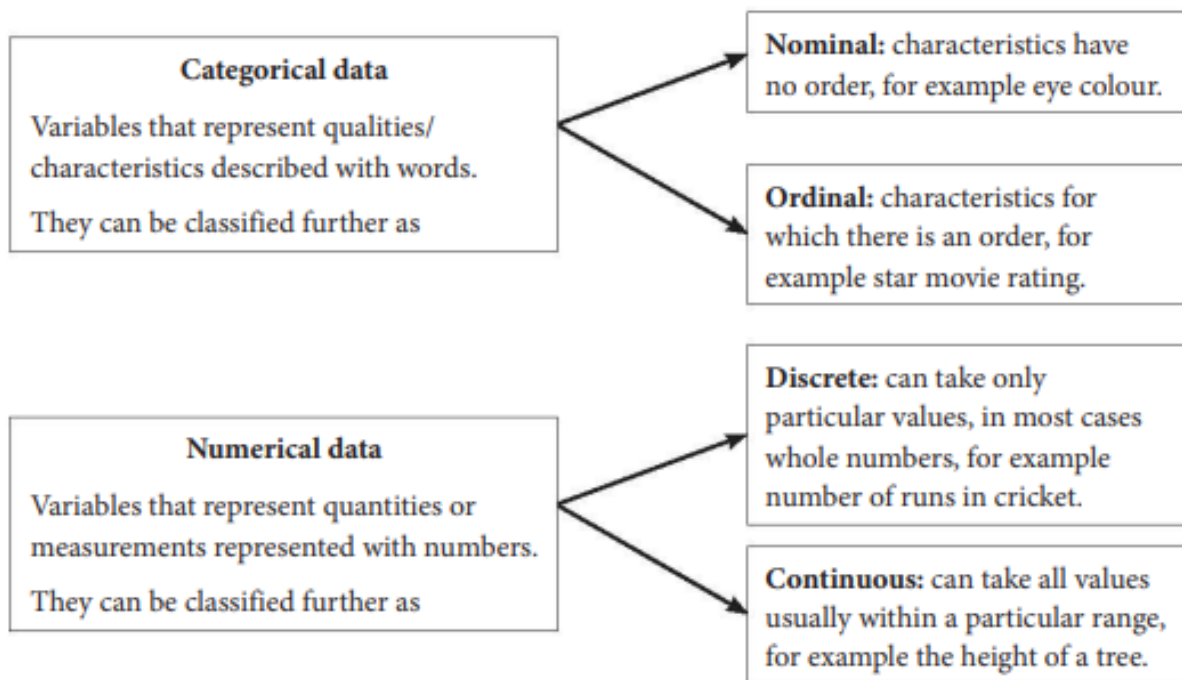 Categorical data
Variables that represent qualities/
characteristics described with words.
They can be classified further as
Nominal: characteristics have
no order, for example eye colour.
Ordinal: characteristics for
which there is an order, for
example star movie rating.
Numerical data
Variables that represent quantities or
measurements represented with numbers.
They can be classified further as
Discrete: can take only
particular values, in most cases
whole numbers, for example
number of runs in cricket.
Continuous: can take all values
usually within a particular range,
for example the height of a tree.